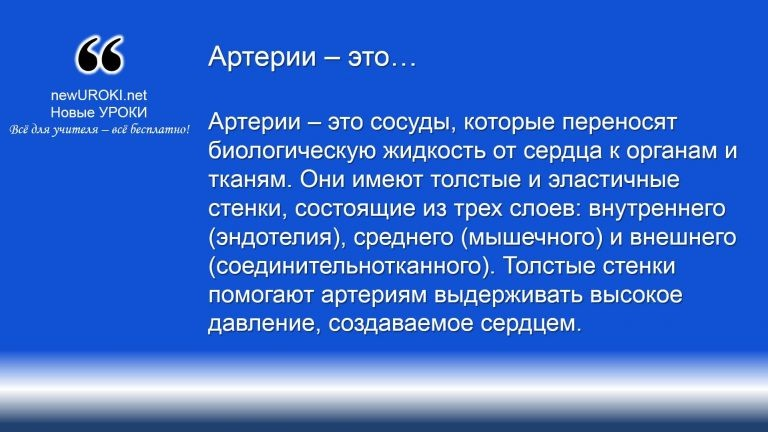 newUROKI.net
Новые УРОКИ
Всё для учителя – всё бесплатно!
Артерии – это…
Артерии – это сосуды, которые переносят
биологическую жидкость от сердца к органам и
тканям. Они имеют толстые и эластичные
стенки, состоящие из трех слоев: внутреннего
(эндотелия), среднего (мышечного) и внешнего
(соединительнотканного). Толстые стенки
помогают артериям выдерживать высокое
давление, создаваемое сердцем.